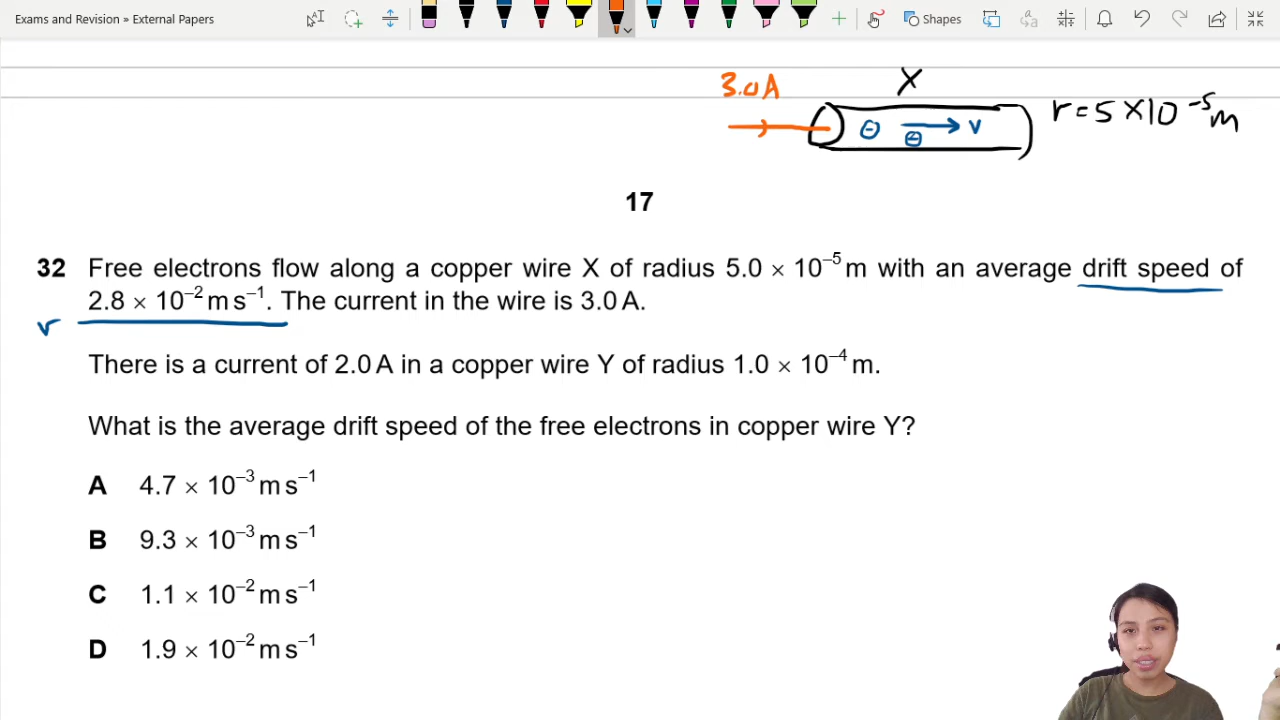 Exams and Revision » External Papers
Shapes
3.0A
X
r = 5 × 10⁻⁵ m
v
17
32 Free electrons flow along a copper wire X of radius 5.0 × 10⁻⁵ m with an average drift speed of
2.8 × 10⁻² m s⁻¹. The current in the wire is 3.0 A.
v
There is a current of 2.0 A in a copper wire Y of radius 1.0 × 10⁻⁴ m.
What is the average drift speed of the free electrons in copper wire Y?
A 4.7 × 10⁻³ m s⁻¹
B 9.3 × 10⁻³ m s⁻¹
C 1.1 × 10⁻² m s⁻¹
D 1.9 × 10⁻² m s⁻¹